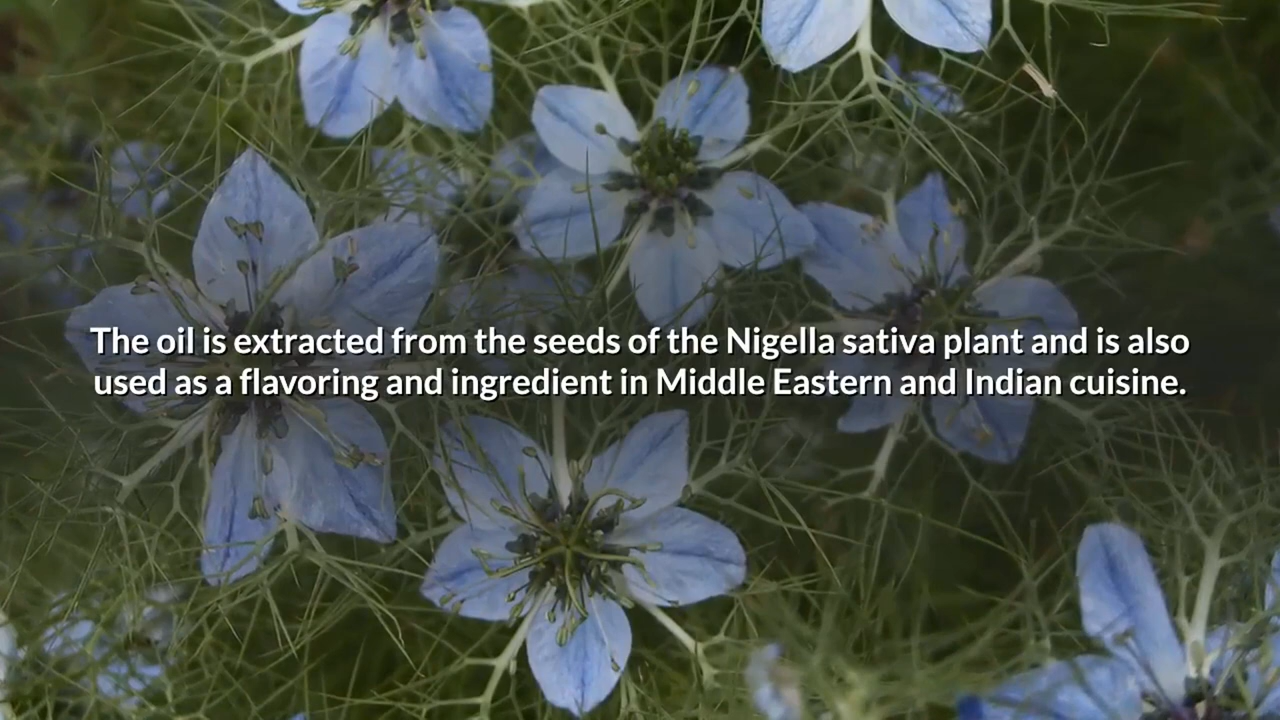 The oil is extracted from the seeds of the Nigella sativa plant and is also
used as a flavoring and ingredient in Middle Eastern and Indian cuisine.